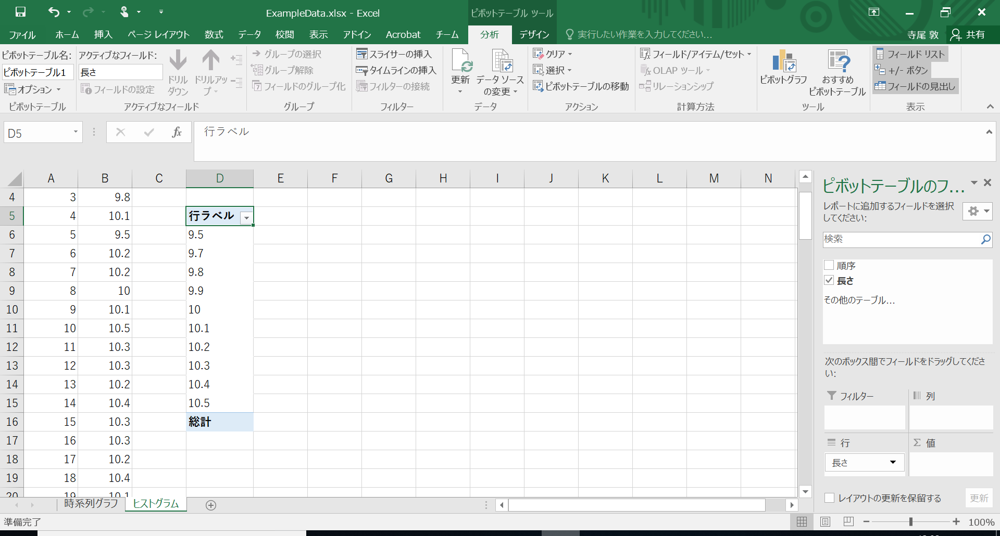 ExampleData.xlsx - Excel
ピボットテーブル ツール
ファイル ホーム 挿入 ページ レイアウト 数式 データ 校閲 表示 アドイン Acrobat チーム 分析 デザイン 実行したい作業を入力してください... 寺尾 敦 共有
ピボットテーブル名:
ピボットテーブル1
オプション
ピボットテーブル
アクティブなフィールド:
長さ
フィールドの設定
ドリル
ダウン
ドリルアッ
プ
アクティブなフィールド
グループの選択
グループ解除
フィールドのグループ化
グループ
スライサーの挿入
タイムラインの挿入
フィルターの接続
フィルター
更新
データ ソース
の変更
データ
クリア
選択
ピボットテーブルの移動
アクション
フィールド/アイテム/セット
OLAP ツール
リレーションシップ
計算方法
ピボットグラフ
おすすめ
ピボットテーブル
ツール
フィールド リスト
+/- ボタン
フィールドの見出し
表示
D5 fx 行ラベル
A B C D E F G H I J K L M N
4 3 9.8
5 4 10.1 行ラベル
6 5 9.5 9.5
7 6 10.2 9.7
8 7 10.2 9.8
9 8 10 9.9
10 9 10.1 10
11 10 10.5 10.1
12 11 10.3 10.2
13 12 10.3 10.3
14 13 10.2 10.4
15 14 10.4 10.5
16 15 10.3 総計
17 16 10.3
18 17 10.2
19 18 10.4
20 19 10.1
時系列グラフ ヒストグラム
準備完了
ピボットテーブルのフ...
レポートに追加するフィールドを選択
してください:
検索
順序
長さ
その他のテーブル...
次のボックス間でフィールドをドラッグしてくださ
い:
フィルター
列
行
Σ 値
長さ
レイアウトの更新を保留する
更新
100%